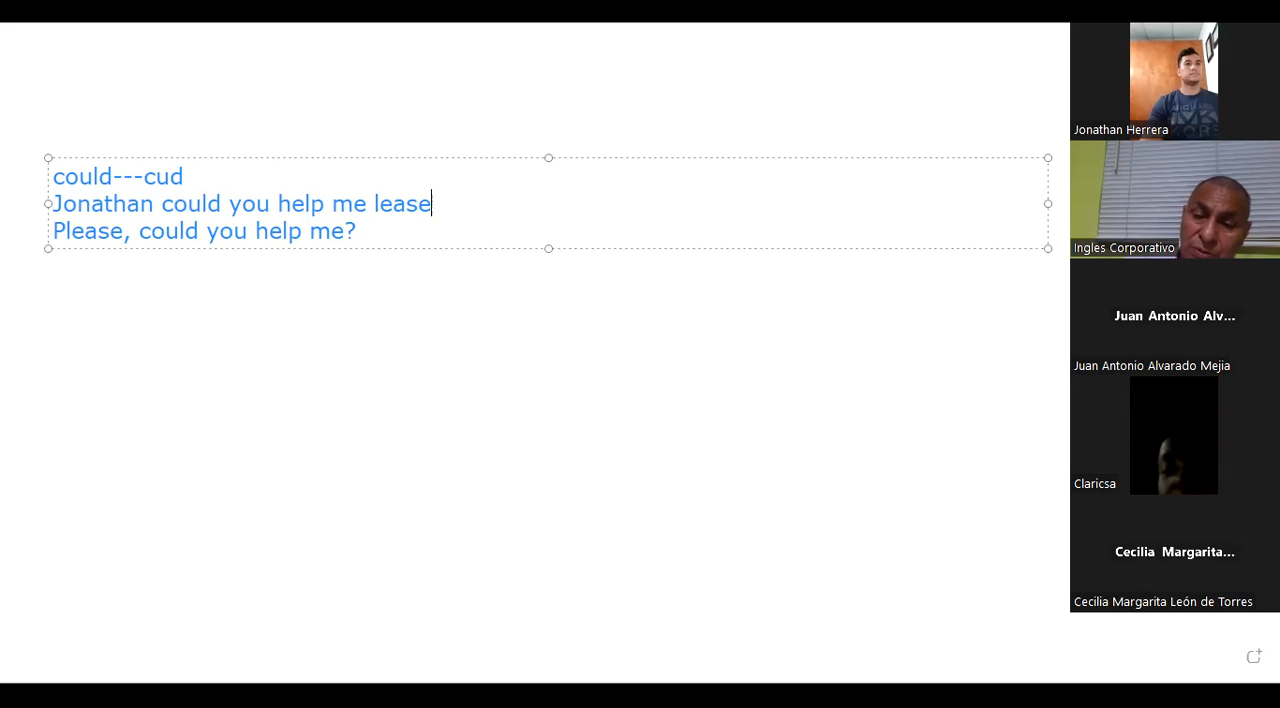 could---cud
Jonathan could you help me lease
Please, could you help me?
Jonathan Herrera
Ingles Corporativo
Juan Antonio Alv...
Juan Antonio Alvarado Mejia
Claricsa
Cecilia Margarita...
Cecilia Margarita León de Torres